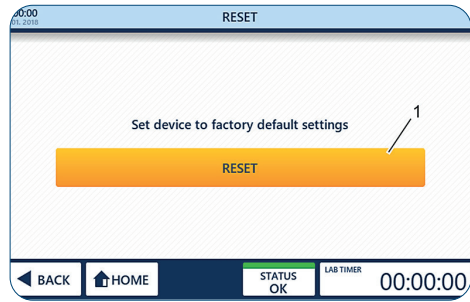 00:00
01. 2018
RESET
Set device to factory default settings
1
RESET
BACK
HOME
STATUS
OK
LAB TIMER
00:00:00